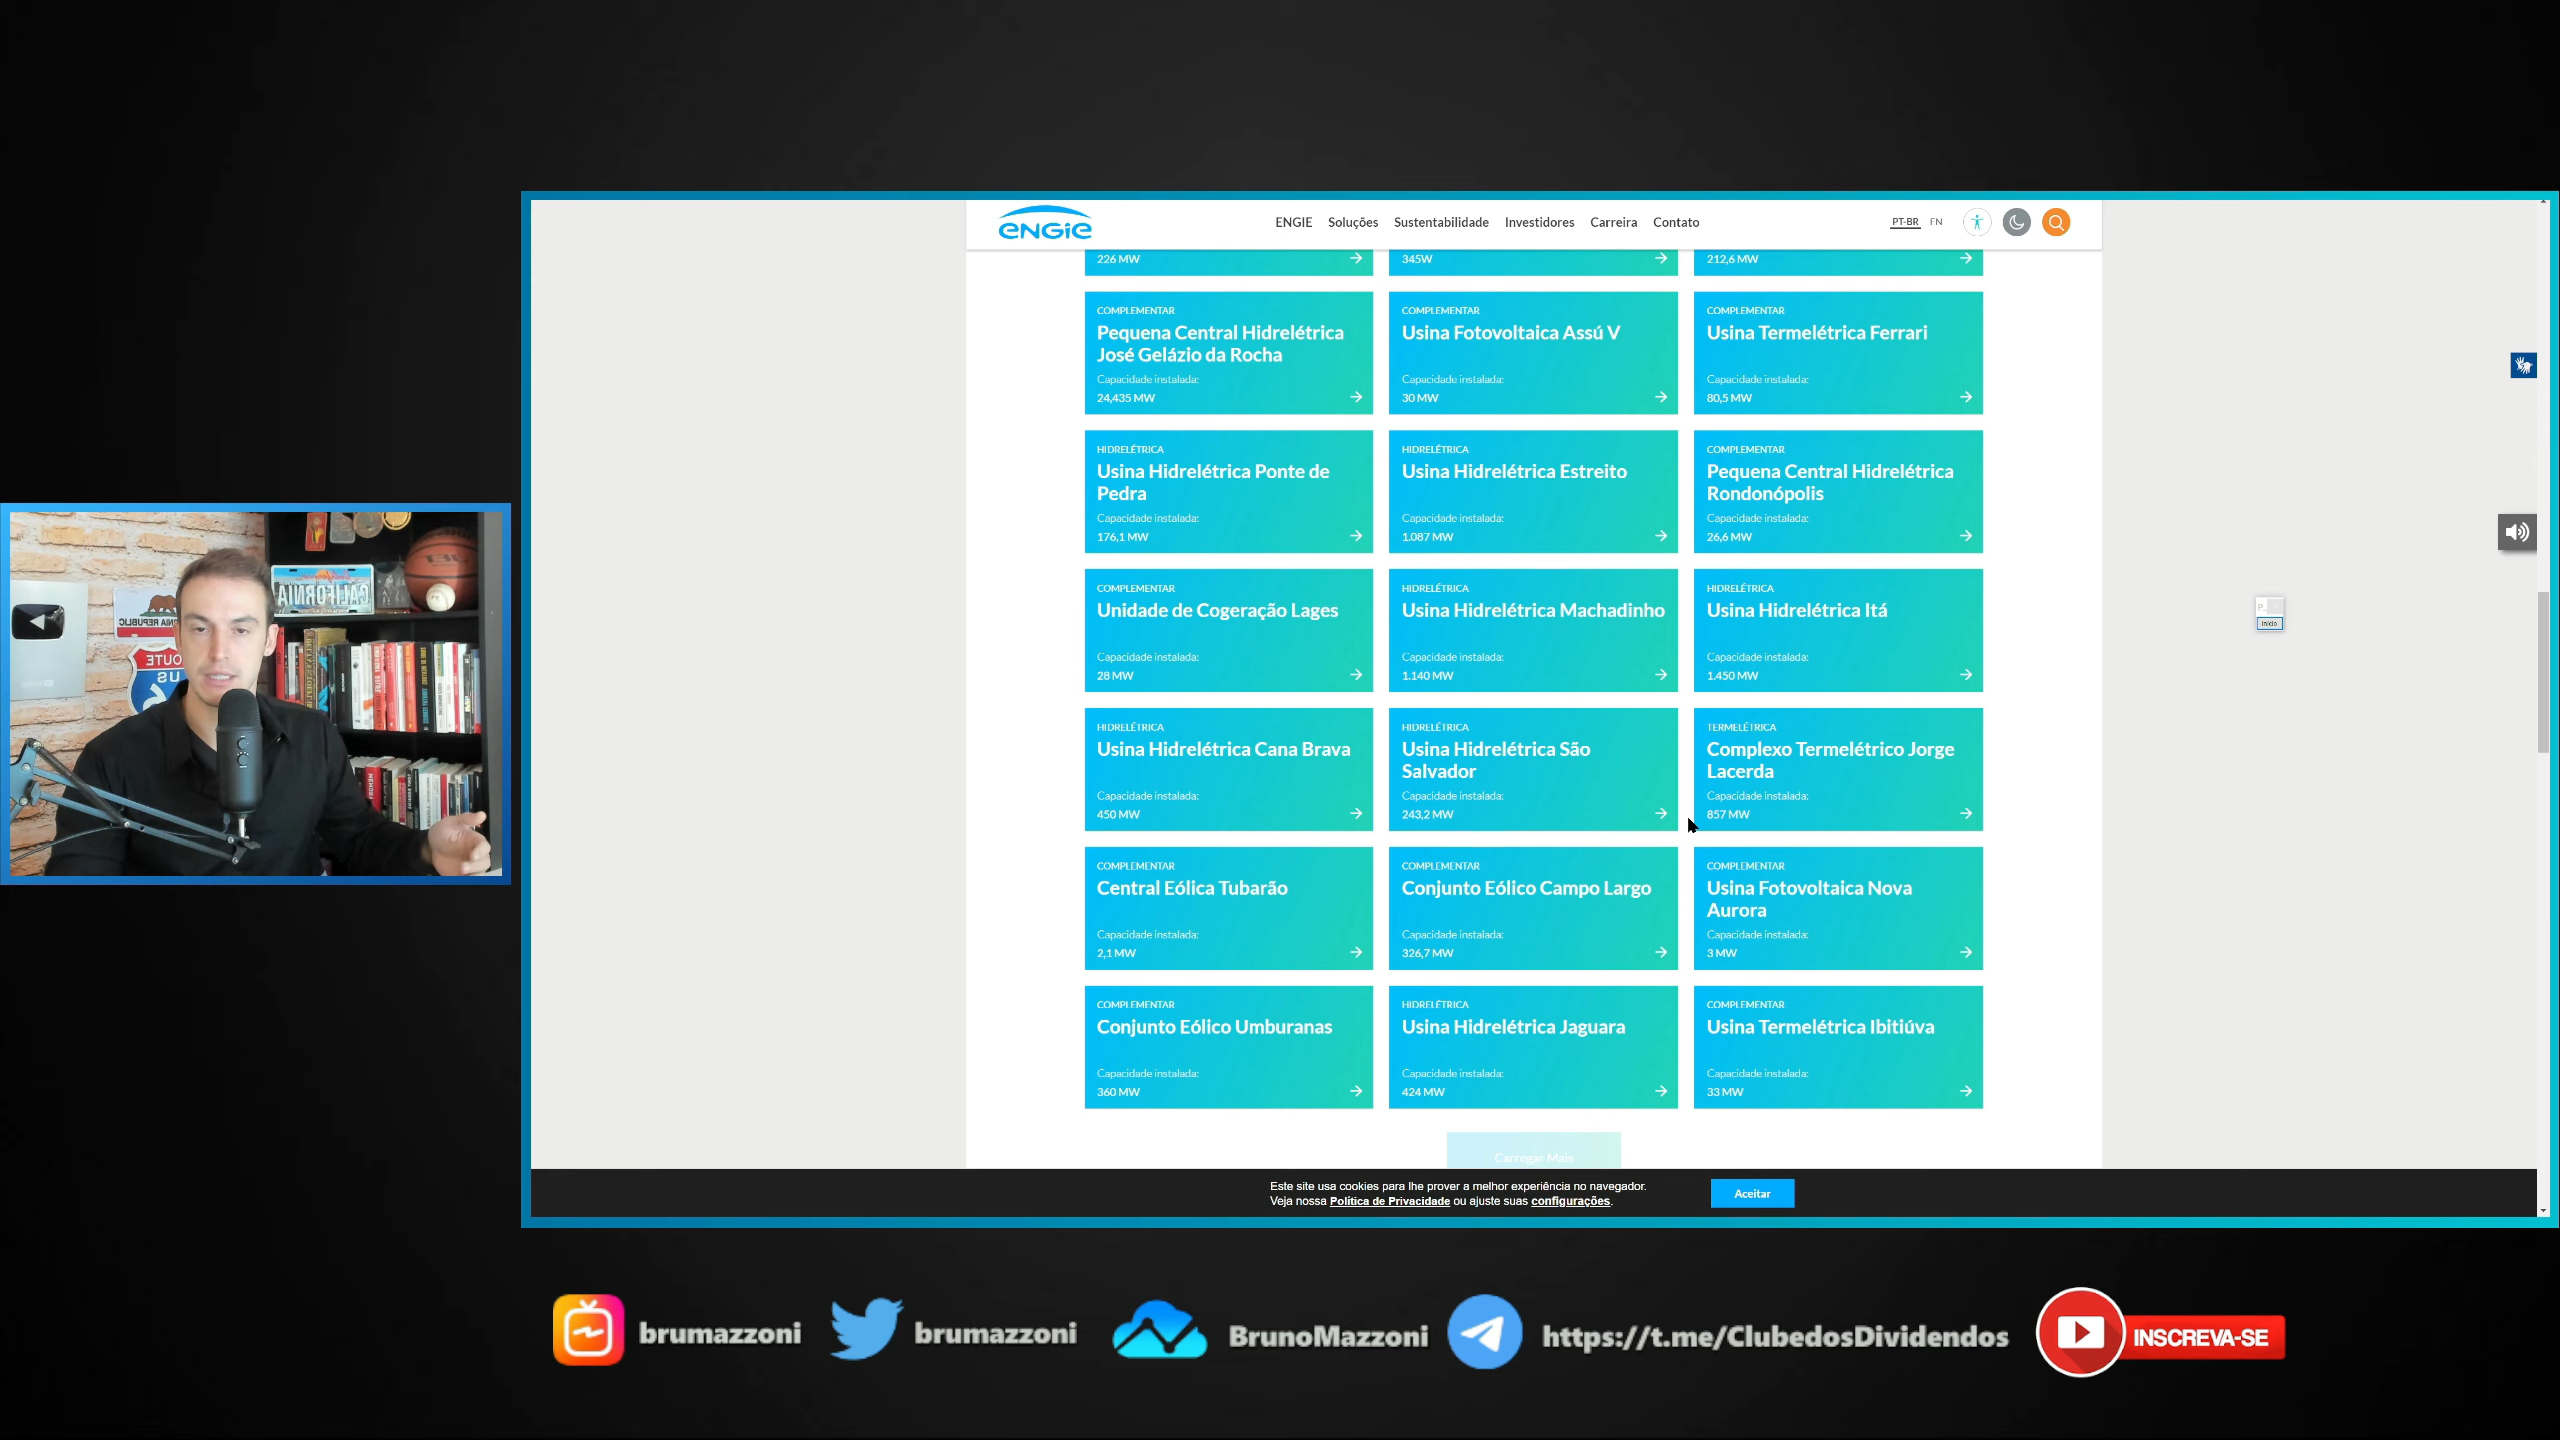 ENGIE
ENGIE Soluções Sustentabilidade Investidores Carreira Contato
PT-BR EN
226 MW
345W
212,6 MW
COMPLEMENTAR
Pequena Central Hidrelétrica
José Gelázio da Rocha
Capacidade instalada:
24,435 MW
COMPLEMENTAR
Usina Fotovoltaica Assú V
Capacidade instalada:
30 MW
COMPLEMENTAR
Usina Termelétrica Ferrari
Capacidade instalada:
80,5 MW
HIDRELÉTRICA
Usina Hidrelétrica Ponte de
Pedra
Capacidade instalada:
176,1 MW
HIDRELÉTRICA
Usina Hidrelétrica Estreito
Capacidade instalada:
1.087 MW
COMPLEMENTAR
Pequena Central Hidrelétrica
Rondonópolis
Capacidade instalada:
26,6 MW
COMPLEMENTAR
Unidade de Cogeração Lages
Capacidade instalada:
28 MW
HIDRELÉTRICA
Usina Hidrelétrica Machadinho
Capacidade instalada:
1.140 MW
HIDRELÉTRICA
Usina Hidrelétrica Itá
Capacidade instalada:
1.450 MW
HIDRELÉTRICA
Usina Hidrelétrica Cana Brava
Capacidade instalada:
450 MW
HIDRELÉTRICA
Usina Hidrelétrica São
Salvador
Capacidade instalada:
243,2 MW
TERMELÉTRICA
Complexo Termelétrico Jorge
Lacerda
Capacidade instalada:
857 MW
COMPLEMENTAR
Central Eólica Tubarão
Capacidade instalada:
2,1 MW
COMPLEMENTAR
Conjunto Eólico Campo Largo
Capacidade instalada:
326,7 MW
COMPLEMENTAR
Usina Fotovoltaica Nova
Aurora
Capacidade instalada:
3 MW
COMPLEMENTAR
Conjunto Eólico Umburanas
Capacidade instalada:
360 MW
HIDRELÉTRICA
Usina Hidrelétrica Jaguara
Capacidade instalada:
424 MW
COMPLEMENTAR
Usina Termelétrica Ibitiúva
Capacidade instalada:
33 MW
Carregar Mais
Este site usa cookies para lhe prover a melhor experiência no navegador.
Veja nossa Política de Privacidade ou ajuste suas configurações.
Aceitar
Início
CALIFORNIA
ROUTE
US
6
brumazzoni
brumazzoni
BrunoMazzoni
https://t.me/ClubedosDividendos
INSCREVA-SE